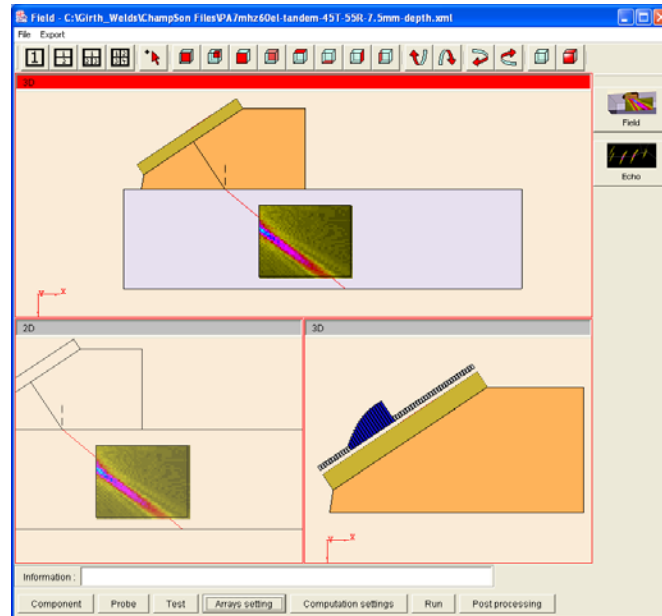 Field - C:\Girth_Welds\ChampSon Files\PA7mhz60el-tandem-45T-55R-7.5mm-depth.xml
File Export
1
3D
Field
Echo
2D
3D
Information :
Component Probe Test Arrays setting Computation settings Run Post processing